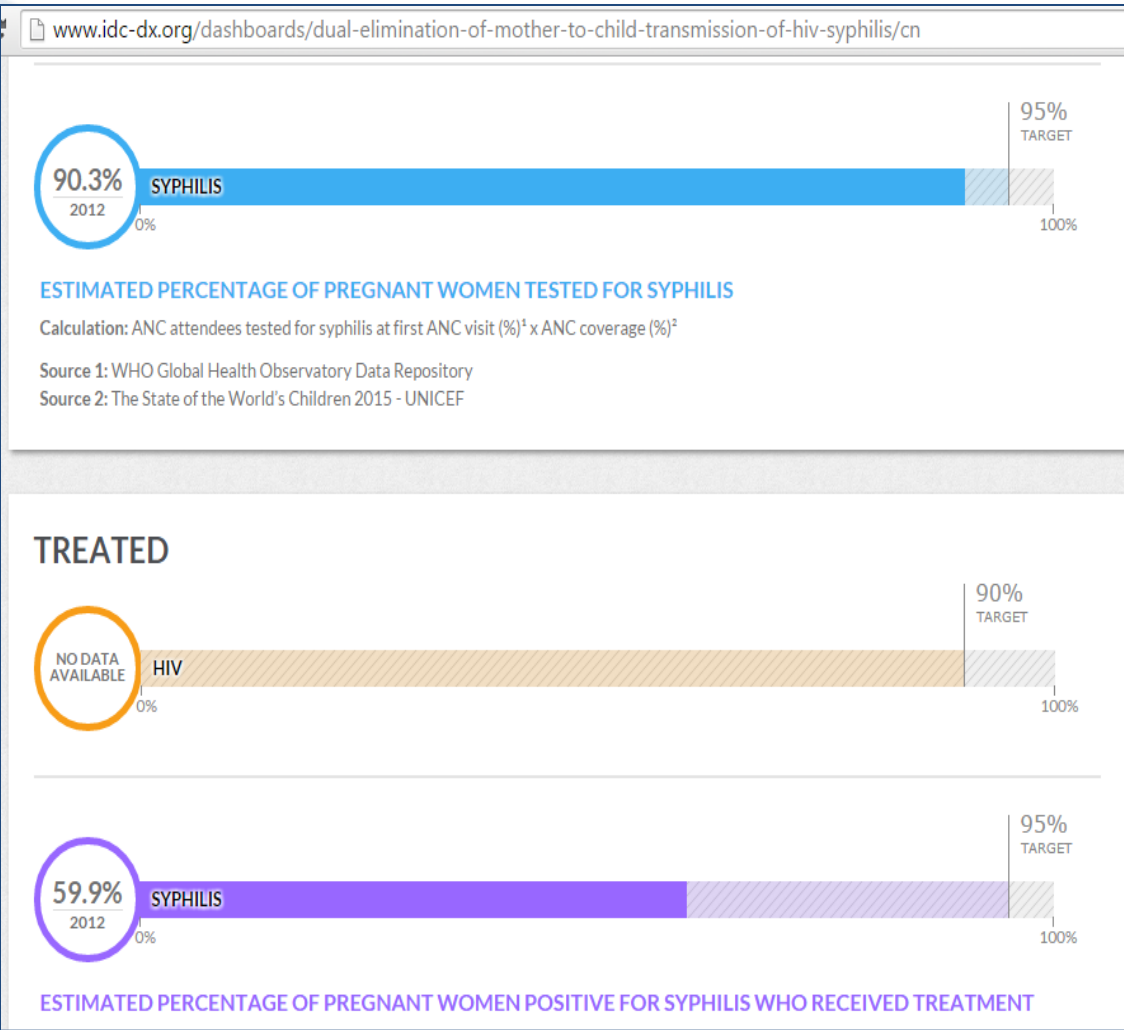 www.idc-dx.org/dashboards/dual-elimination-of-mother-to-child-transmission-of-hiv-syphilis/cn
95%
TARGET
90.3%
2012
SYPHILIS
0%
100%
ESTIMATED PERCENTAGE OF PREGNANT WOMEN TESTED FOR SYPHILIS
Calculation: ANC attendees tested for syphilis at first ANC visit (%)¹ x ANC coverage (%)²
Source 1: WHO Global Health Observatory Data Repository
Source 2: The State of the World's Children 2015 - UNICEF
TREATED
90%
TARGET
NO DATA
AVAILABLE
HIV
0%
100%
95%
TARGET
59.9%
2012
SYPHILIS
0%
100%
ESTIMATED PERCENTAGE OF PREGNANT WOMEN POSITIVE FOR SYPHILIS WHO RECEIVED TREATMENT